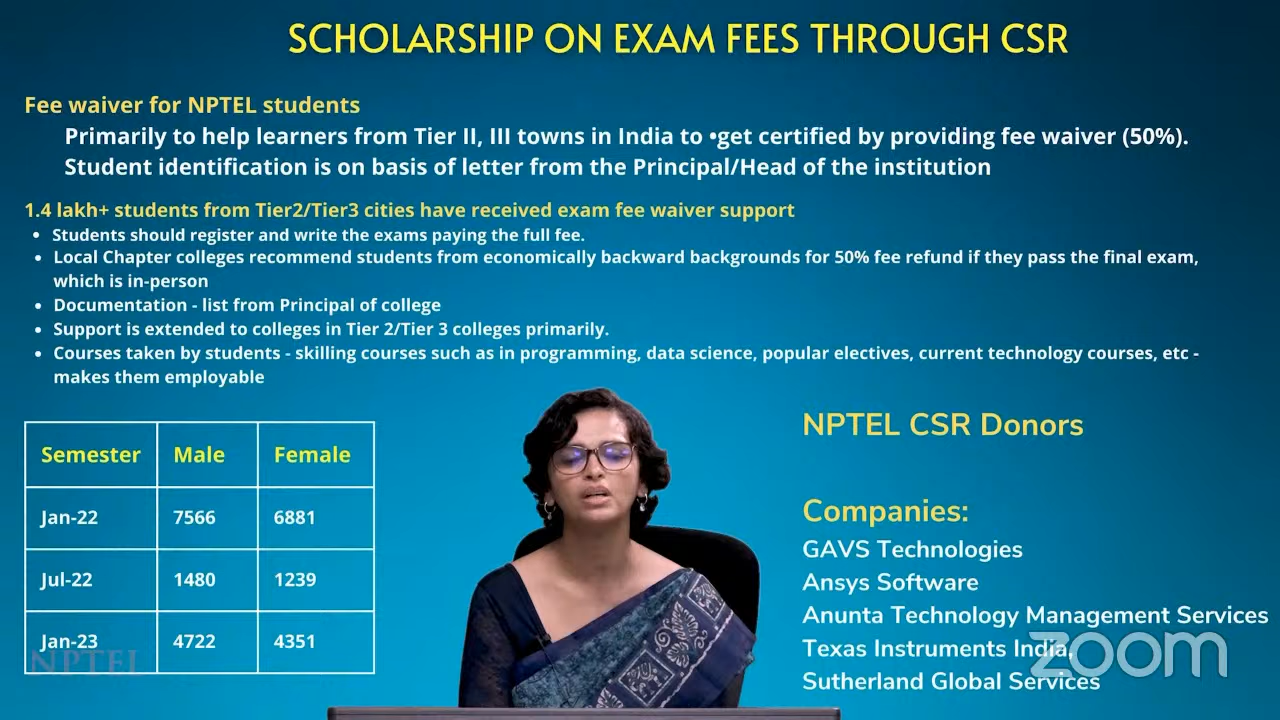 SCHOLARSHIP ON EXAM FEES THROUGH CSR
Fee waiver for NPTEL students
Primarily to help learners from Tier II, III towns in India to •get certified by providing fee waiver (50%).
Student identification is on basis of letter from the Principal/Head of the institution
1.4 lakh+ students from Tier2/Tier3 cities have received exam fee waiver support
• Students should register and write the exams paying the full fee.
• Local Chapter colleges recommend students from economically backward backgrounds for 50% fee refund if they pass the final exam,
which is in-person
• Documentation - list from Principal of college
• Support is extended to colleges in Tier 2/Tier 3 colleges primarily.
• Courses taken by students - skilling courses such as in programming, data science, popular electives, current technology courses, etc -
makes them employable
Semester Male Female
Jan-22 7566 6881
Jul-22 1480 1239
Jan-23 4722 4351
NPTEL
NPTEL CSR Donors
Companies:
GAVS Technologies
Ansys Software
Anunta Technology Management Services
Texas Instruments India,
Sutherland Global Services
zoom